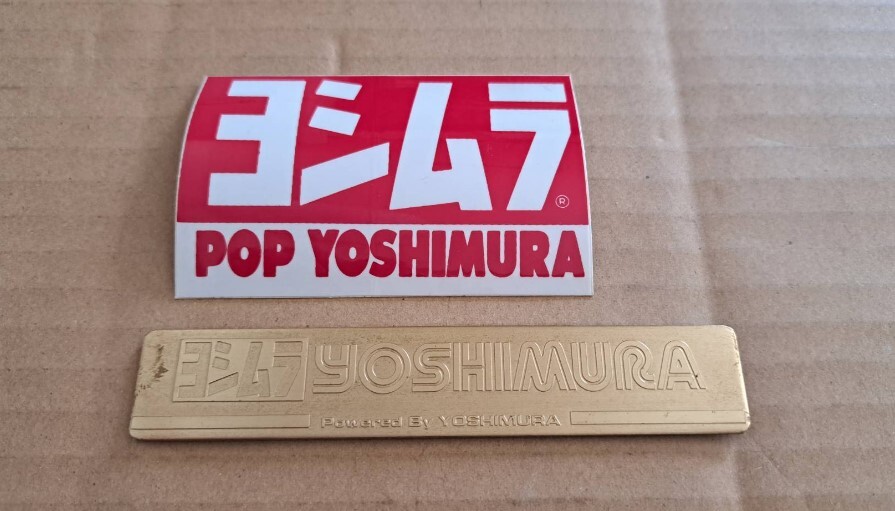 ヨシムラ®
POP YOSHIMURA
ヨシムラ YOSHIMURA
Powered By YOSHIMURA